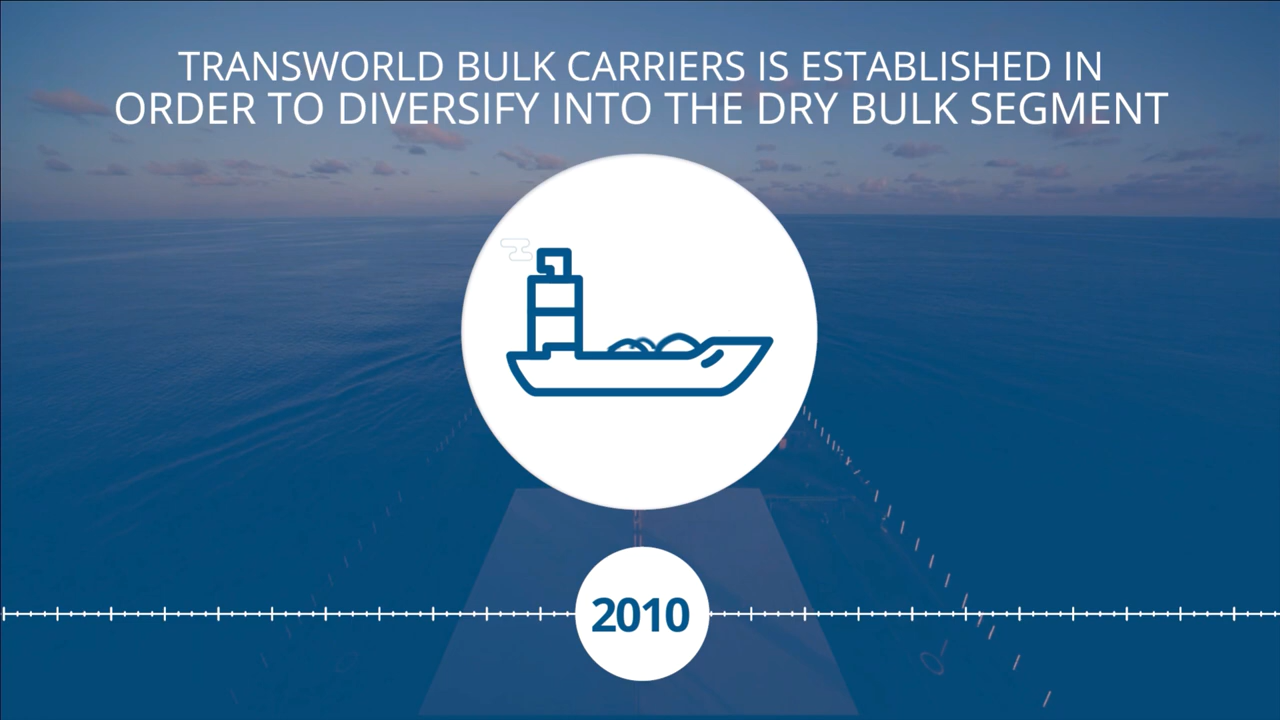 TRANSWORLD BULK CARRIERS IS ESTABLISHED IN
ORDER TO DIVERSIFY INTO THE DRY BULK SEGMENT
2010